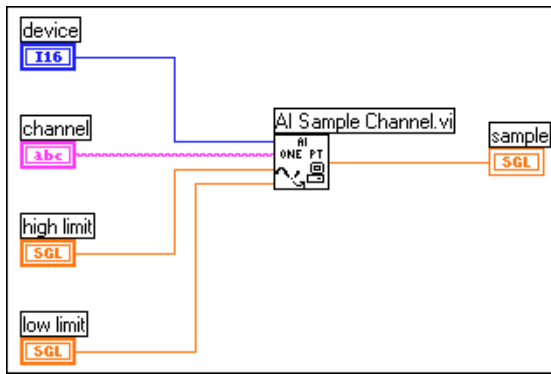 device
I16
channel
abc
high limit
SGL
low limit
SGL
AI Sample Channel.vi
AI
ONE PT
sample
SGL